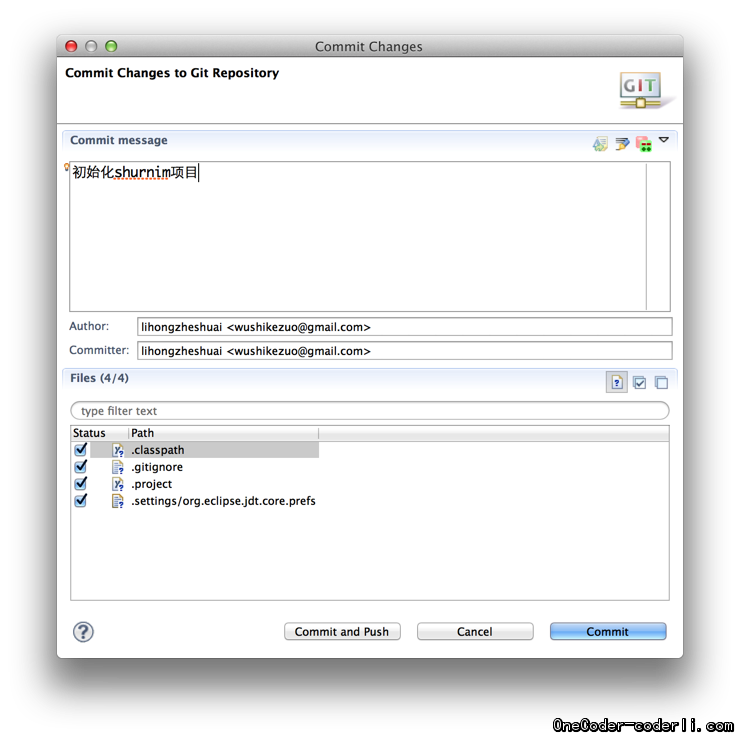 Commit Changes
Commit Changes to Git Repository
GIT
Commit message
初始化shurnim项目
Author:
lihongzheshuai <wushikezuo@gmail.com>
Committer:
lihongzheshuai <wushikezuo@gmail.com>
Files (4/4)
type filter text
Status Path
.classpath
.gitignore
.project
.settings/org.eclipse.jdt.core.prefs
Commit and Push
Cancel
Commit
OneCoder-coderli.com